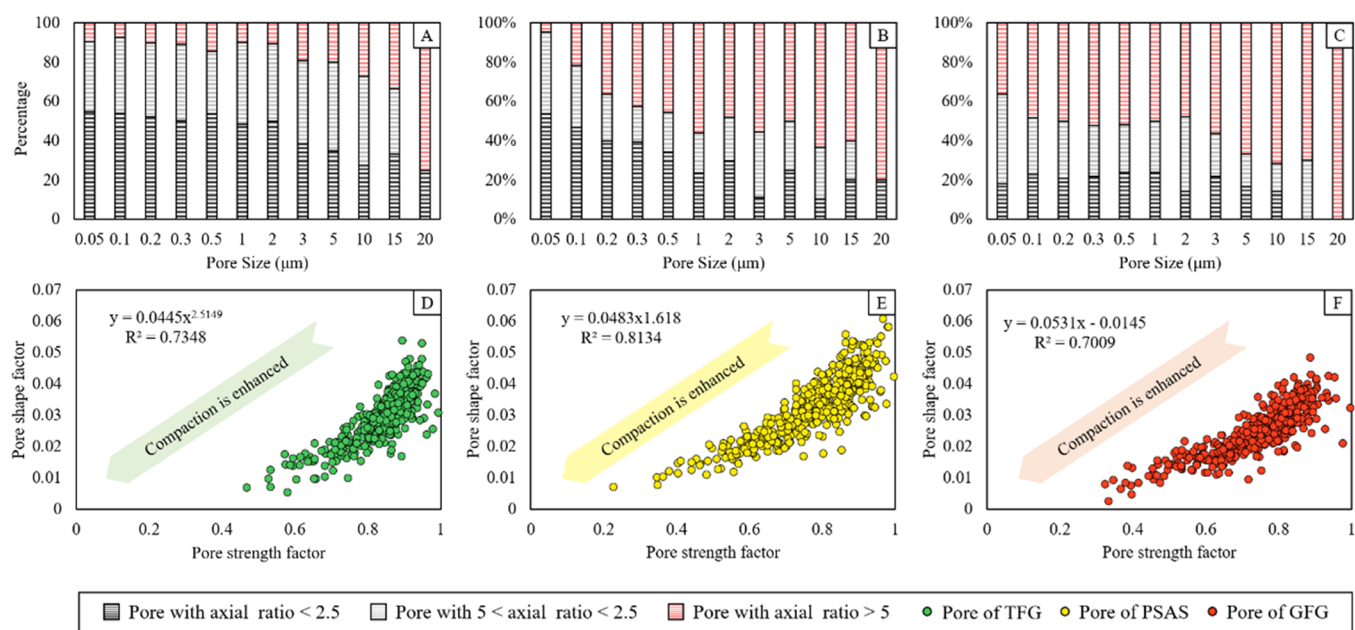 A
100
80
60
40
20
0
Percentage
0.05 0.1 0.2 0.3 0.5 1 2 3 5 10 15 20
Pore Size (μm)
B
100%
80%
60%
40%
20%
0%
0.05 0.1 0.2 0.3 0.5 1 2 3 5 10 15 20
Pore Size (μm)
C
100%
80%
60%
40%
20%
0%
0.05 0.1 0.2 0.3 0.5 1 2 3 5 10 15 20
Pore Size (μm)
D
0.07
0.06
0.05
0.04
0.03
0.02
0.01
0
Pore shape factor
y = 0.0445x^2.5149
R² = 0.7348
Compaction is enhanced
0 0.2 0.4 0.6 0.8 1
Pore strength factor
E
0.07
0.06
0.05
0.04
0.03
0.02
0.01
0
Pore shape factor
y = 0.0483x1.618
R² = 0.8134
Compaction is enhanced
0 0.2 0.4 0.6 0.8 1
Pore strength factor
F
0.07
0.06
0.05
0.04
0.03
0.02
0.01
0
Pore shape factor
y = 0.0531x - 0.0145
R² = 0.7009
Compaction is enhanced
0 0.2 0.4 0.6 0.8 1
Pore strength factor
Pore with axial ratio < 2.5 Pore with 5 < axial ratio < 2.5 Pore with axial ratio > 5 Pore of TFG Pore of PSAS Pore of GFG